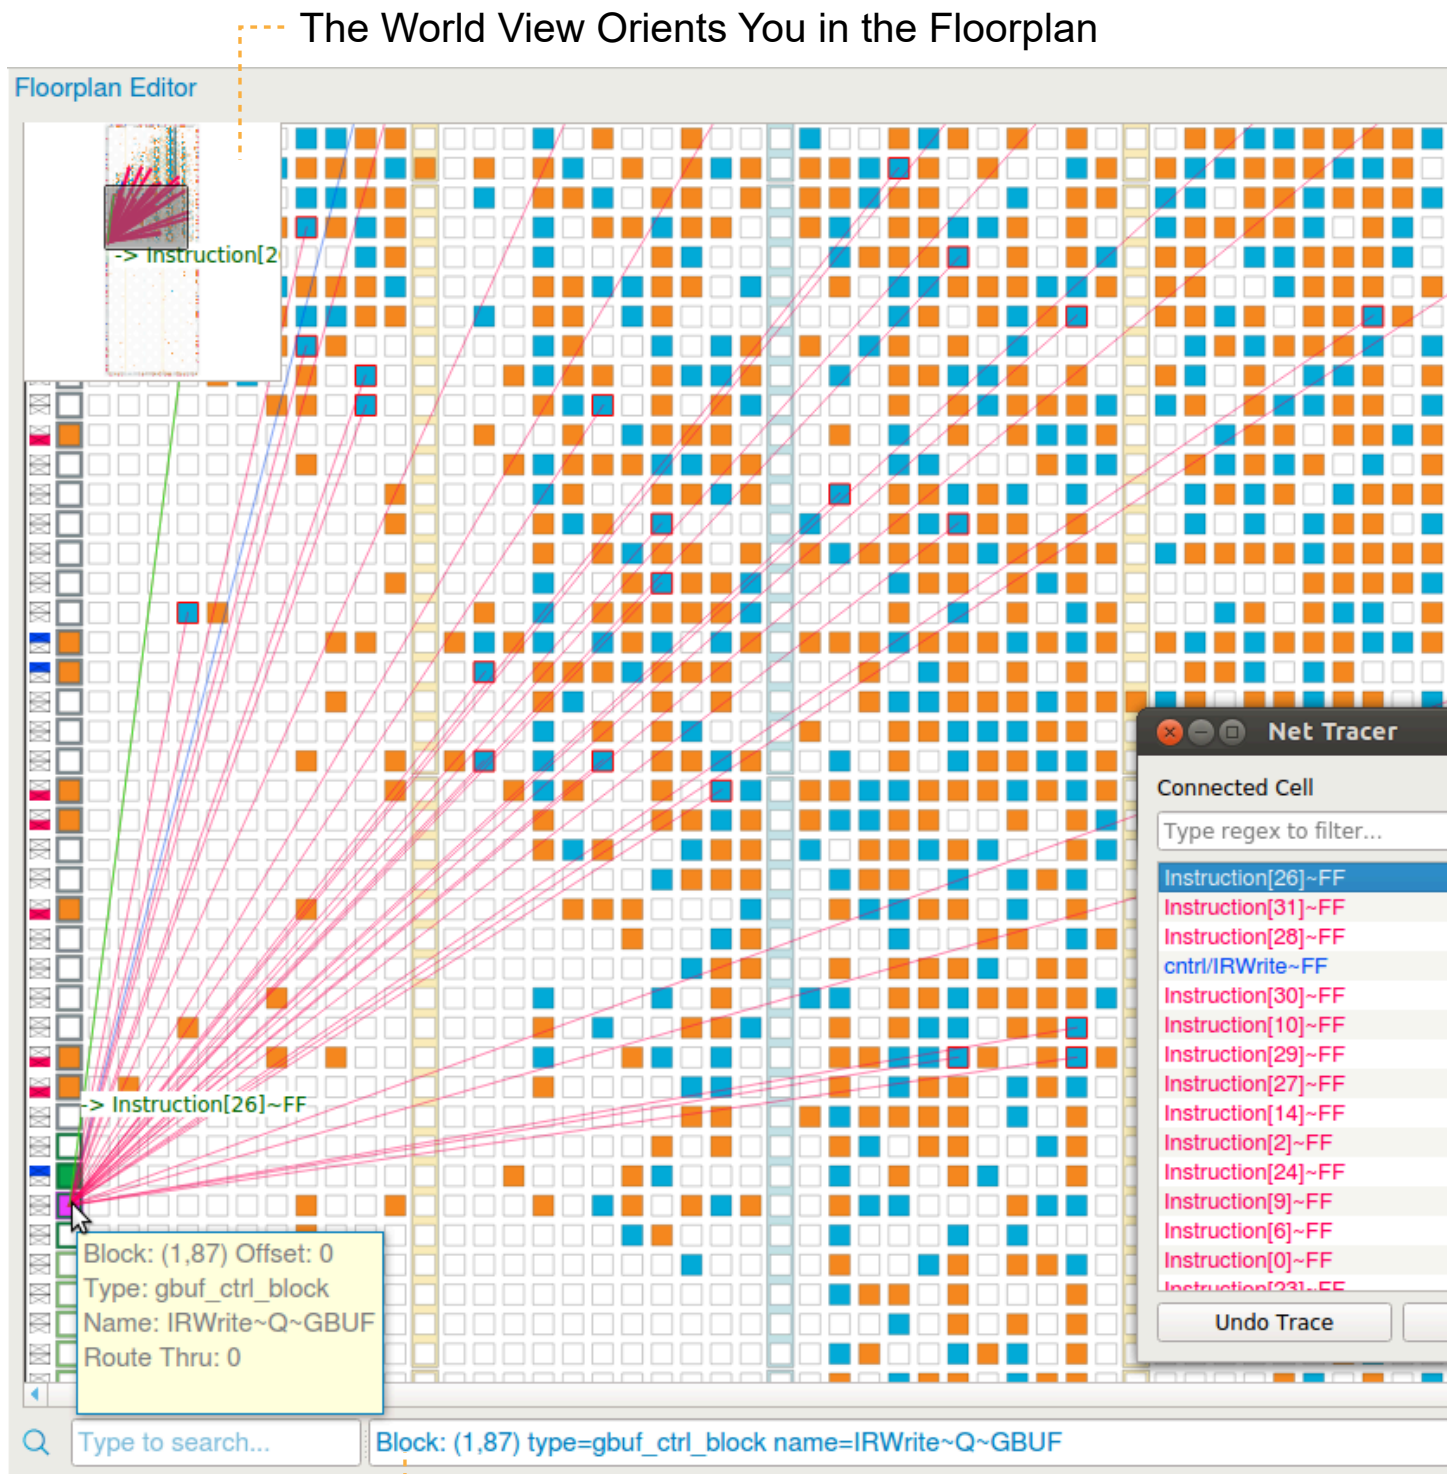 The World View Orients You in the Floorplan
Floorplan Editor
-> Instruction[2
-> Instruction[26]~FF
Block: (1,87) Offset: 0
Type: gbuf_ctrl_block
Name: IRWrite~Q~GBUF
Route Thru: 0
Net Tracer
Connected Cell
Type regex to filter...
Instruction[26]~FF
Instruction[31]~FF
Instruction[28]~FF
cntrl/IRWrite~FF
Instruction[30]~FF
Instruction[10]~FF
Instruction[29]~FF
Instruction[27]~FF
Instruction[14]~FF
Instruction[2]~FF
Instruction[24]~FF
Instruction[9]~FF
Instruction[6]~FF
Instruction[0]~FF
Instruction[23]~FF
Undo Trace
Type to search...
Block: (1,87) type=gbuf_ctrl_block name=IRWrite~Q~GBUF